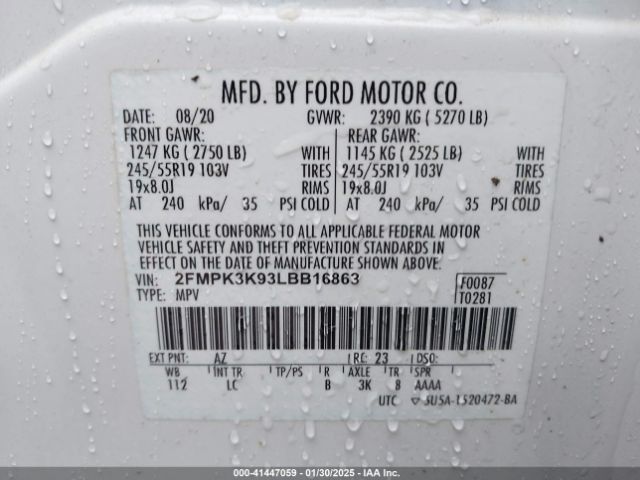 MFD. BY FORD MOTOR CO.
DATE: 08/20 GVWR: 2390 KG ( 5270 LB)
FRONT GAWR: REAR GAWR:
1247 KG ( 2750 LB) WITH 1145 KG ( 2525 LB) WITH
245/55R19 103V TIRES 245/55R19 103V TIRES
19x8.0J RIMS 19x8.0J RIMS
AT 240 kPa/ 35 PSI COLD AT 240 kPa/ 35 PSI COLD
THIS VEHICLE CONFORMS TO ALL APPLICABLE FEDERAL MOTOR
VEHICLE SAFETY AND THEFT PREVENTION STANDARDS IN
EFFECT ON THE DATE OF MANUFACTURE SHOWN ABOVE.
VIN: 2FMPK3K93LBB16863 F0087
TYPE: MPV T0281
EXT PNT: AZ RC: 23 DSO:
WB INT TR TP/PS R AXLE TR SPR
112 LC B 3K 8 AAAA
UTC ▽ 5U5A-1520472-BA
000-41447059 - 01/30/2025 - IAA Inc.